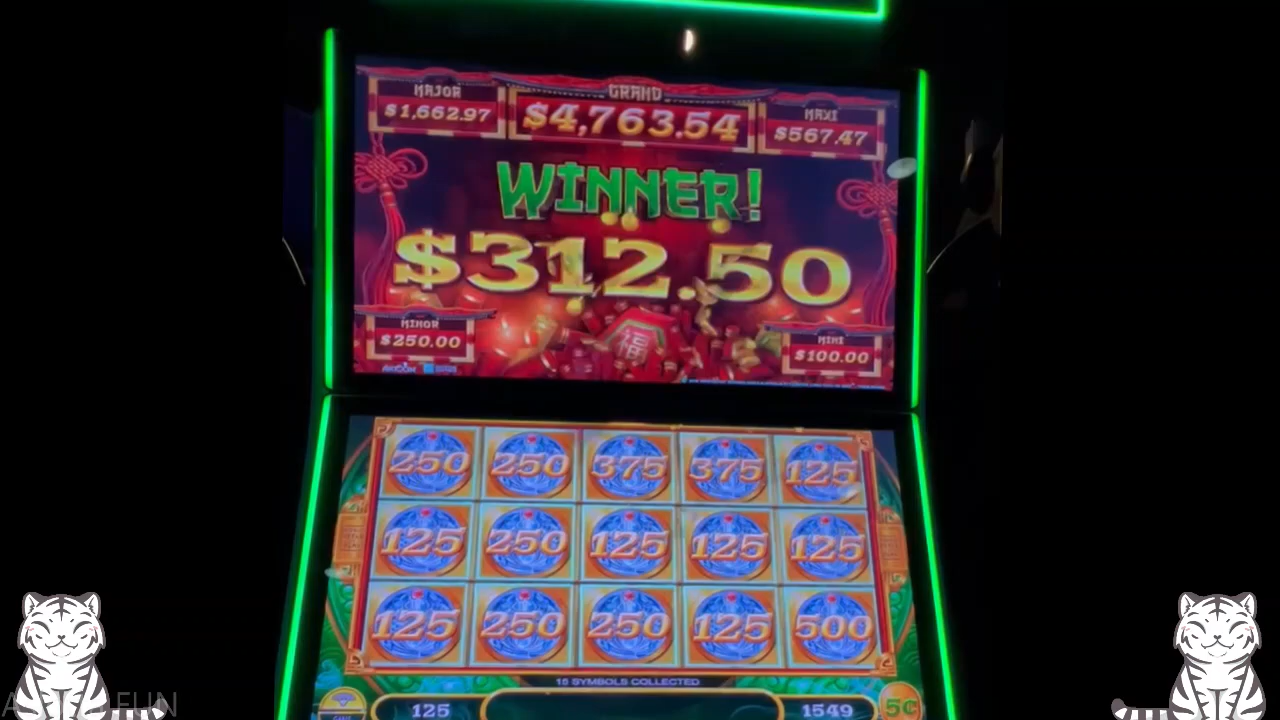 MAJOR
$1,662.97
GRAND
$4,763.54
MAXI
$567.47
WINNER!
$312.50
MINOR
$250.00
福
MINI
$100.00
250 250 375 375 125
125 250 125 125 125
125 250 250 125 500
15 SYMBOLS COLLECTED
125
1549
5¢